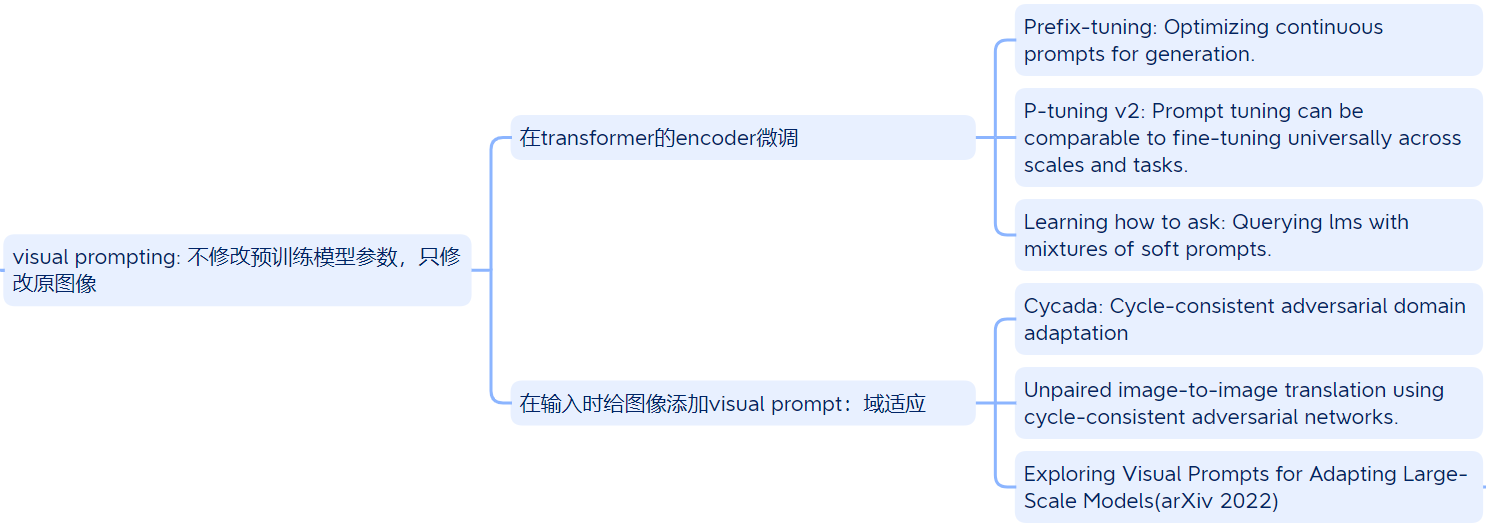 visual prompting: 不修改预训练模型参数，只修
改原图像
在transformer的encoder微调
Prefix-tuning: Optimizing continuous
prompts for generation.
P-tuning v2: Prompt tuning can be
comparable to fine-tuning universally across
scales and tasks.
Learning how to ask: Querying lms with
mixtures of soft prompts.
在输入时给图像添加visual prompt：域适应
Cycada: Cycle-consistent adversarial domain
adaptation
Unpaired image-to-image translation using
cycle-consistent adversarial networks.
Exploring Visual Prompts for Adapting Large-
Scale Models(arXiv 2022)